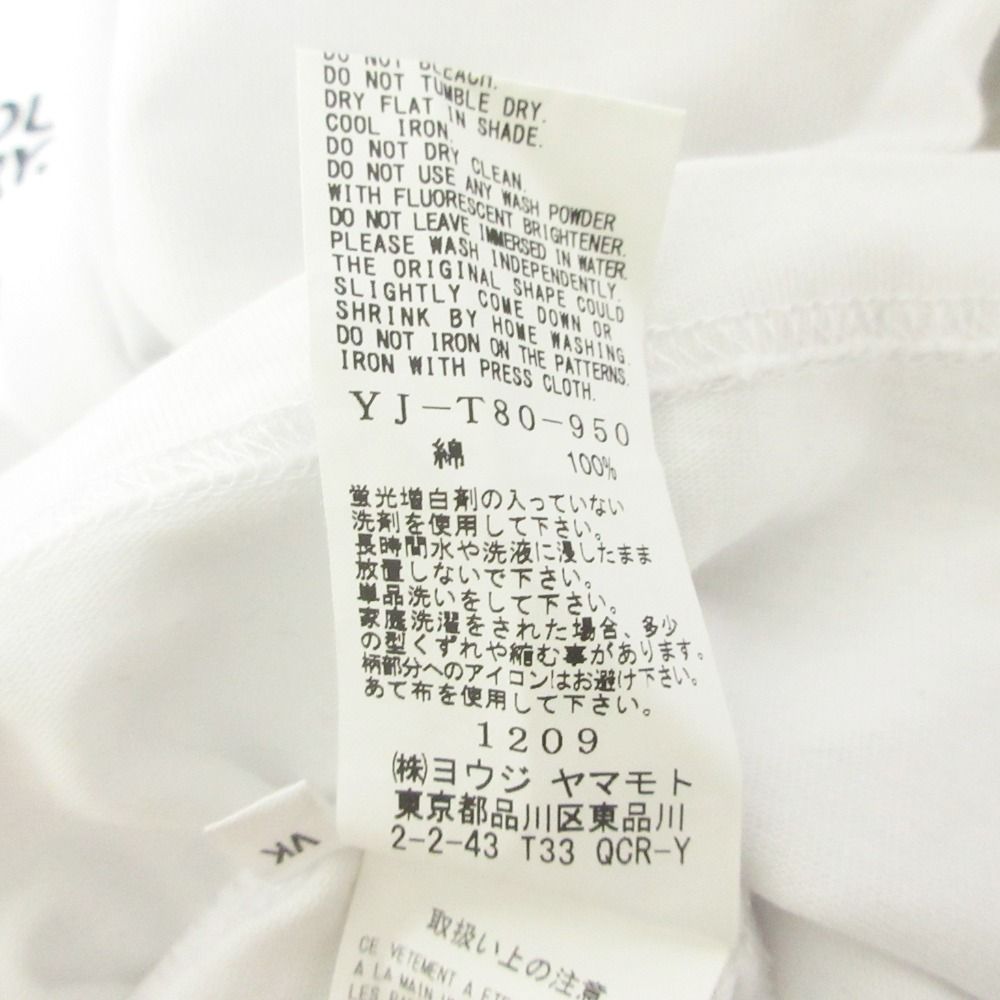 DO NOT BLEACH.
DO NOT TUMBLE DRY.
DRY FLAT IN SHADE.
COOL IRON.
DO NOT DRY CLEAN.
DO NOT USE ANY WASH POWDER
WITH FLUORESCENT BRIGHTENER.
DO NOT LEAVE IMMERSED IN WATER.
PLEASE WASH INDEPENDENTLY.
THE ORIGINAL SHAPE COULD
SLIGHTLY COME DOWN OR
SHRINK BY HOME WASHING.
DO NOT IRON ON THE PATTERNS.
IRON WITH PRESS CLOTH.
YJ-T80-950
綿 100%
蛍光増白剤の入っていない
洗剤を使用して下さい。
長時間水や洗液に浸したまま
放置しないで下さい。
単品洗いをして下さい。
家庭洗濯をされた場合、多少
の型くずれや縮む事があります。
柄部分へのアイロンはお避け下さい。
あて布を使用して下さい。
1209
(株)ヨウジ ヤマモト
東京都品川区東品川
2-2-43 T33 QCR-Y
VK
取扱い上の注意
CE VETEMENT A ETE
A LA MAIN
LES